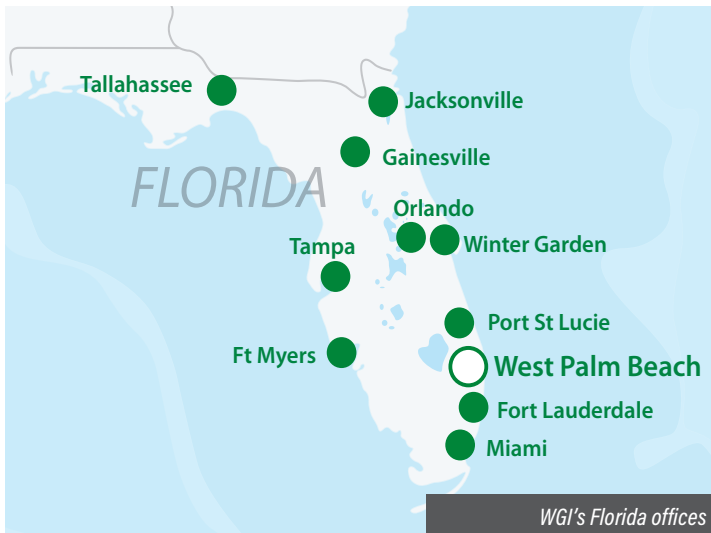 Tallahassee
Jacksonville
Gainesville
FLORIDA
Orlando
Winter Garden
Tampa
Port St Lucie
Ft Myers
West Palm Beach
Fort Lauderdale
Miami
WGI's Florida offices